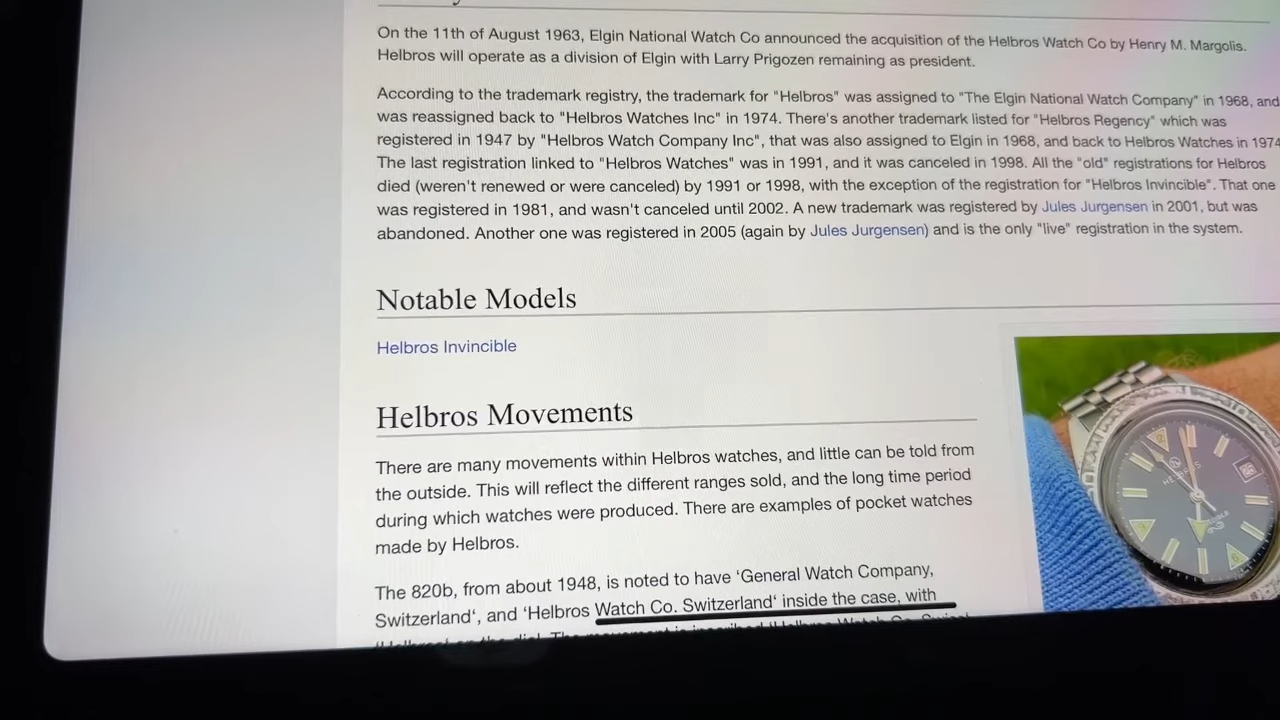 On the 11th of August 1963, Elgin National Watch Co announced the acquisition of the Helbros Watch Co by Henry M. Margolis.
Helbros will operate as a division of Elgin with Larry Prigozen remaining as president.
According to the trademark registry, the trademark for "Helbros" was assigned to "The Elgin National Watch Company" in 1968, and
was reassigned back to "Helbros Watches Inc" in 1974. There's another trademark listed for "Helbros Regency" which was
registered in 1947 by "Helbros Watch Company Inc", that was also assigned to Elgin in 1968, and back to Helbros Watches in 1974
The last registration linked to "Helbros Watches" was in 1991, and it was canceled in 1998. All the "old" registrations for Helbros
died (weren't renewed or were canceled) by 1991 or 1998, with the exception of the registration for "Helbros Invincible". That one
was registered in 1981, and wasn't canceled until 2002. A new trademark was registered by Jules Jurgensen in 2001, but was
abandoned. Another one was registered in 2005 (again by Jules Jurgensen) and is the only "live" registration in the system.
Notable Models
Helbros Invincible
Helbros Movements
There are many movements within Helbros watches, and little can be told from
the outside. This will reflect the different ranges sold, and the long time period
during which watches were produced. There are examples of pocket watches
made by Helbros.
The 820b, from about 1948, is noted to have ‘General Watch Company,
Switzerland‘, and ‘Helbros Watch Co. Switzerland‘ inside the case, with